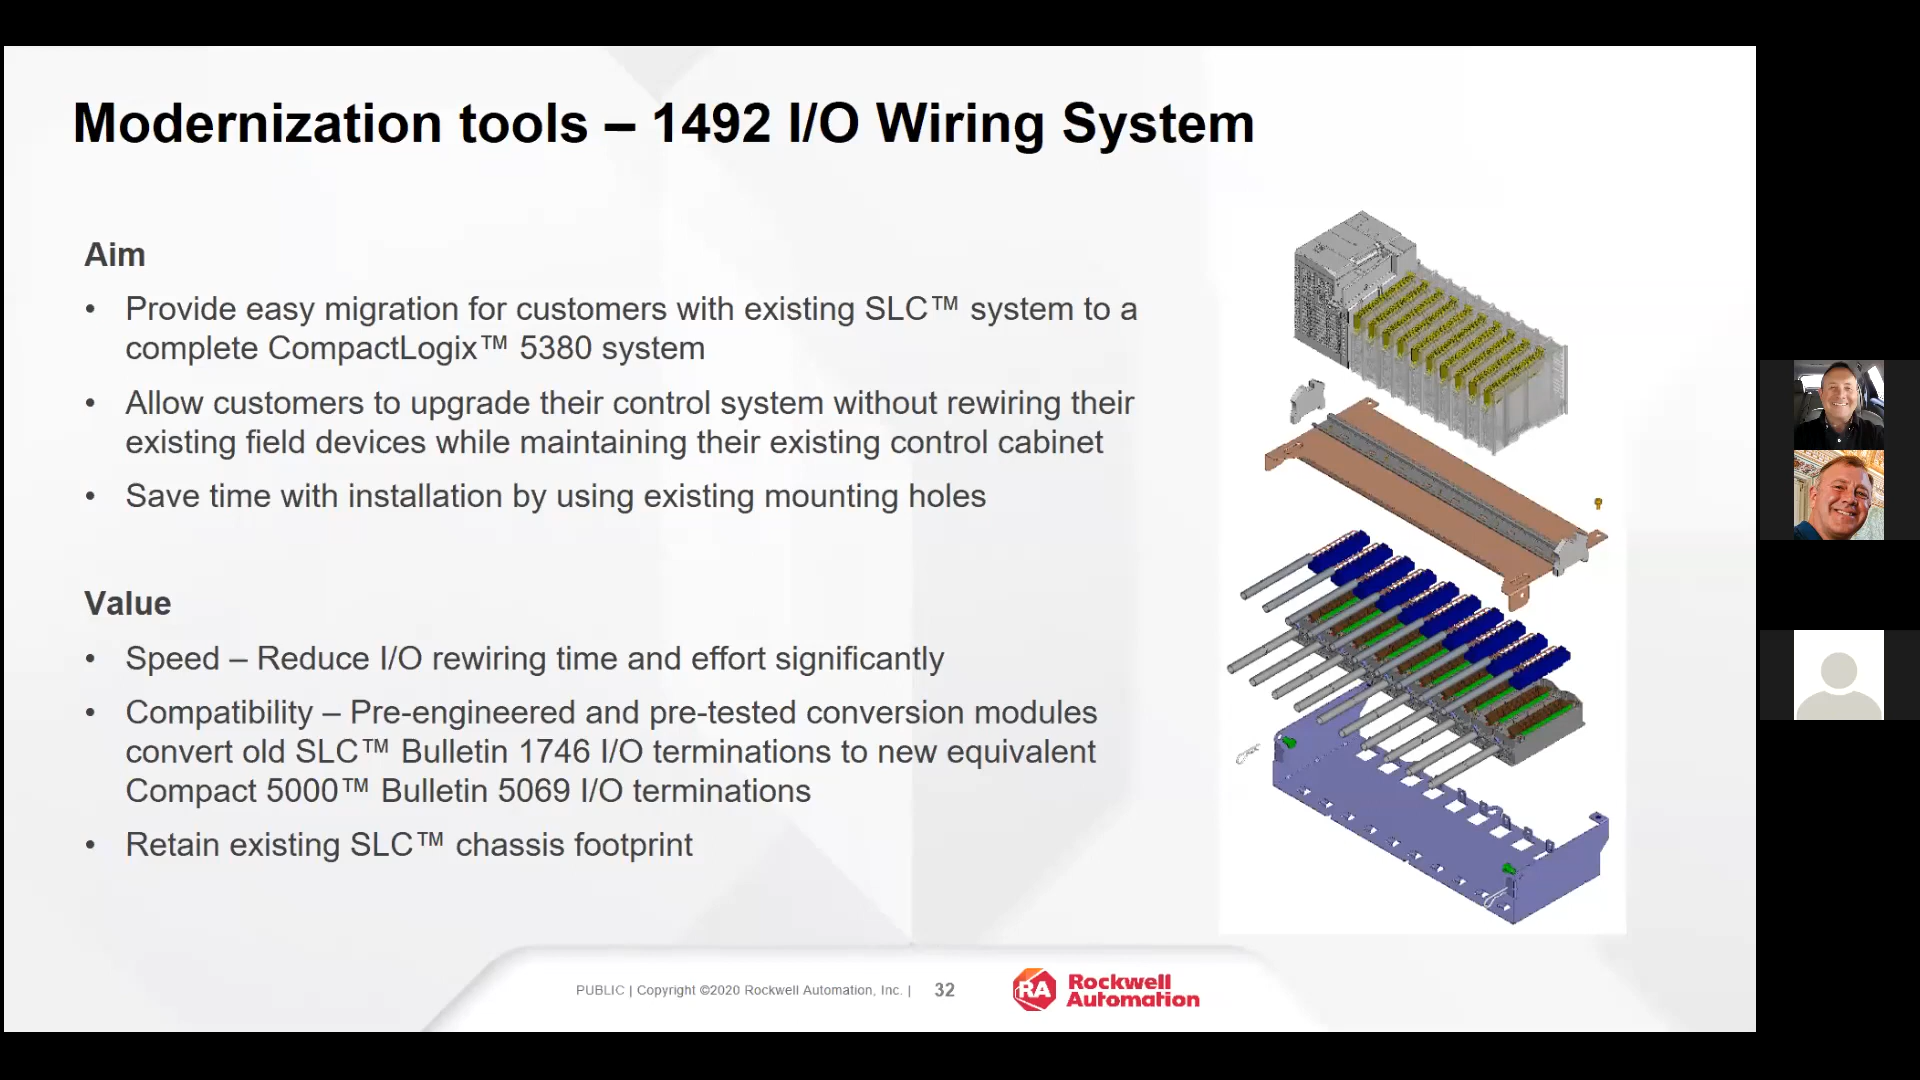 Modernization tools – 1492 I/O Wiring System
Aim
• Provide easy migration for customers with existing SLC™ system to a
complete CompactLogix™ 5380 system
• Allow customers to upgrade their control system without rewiring their
existing field devices while maintaining their existing control cabinet
• Save time with installation by using existing mounting holes
Value
• Speed – Reduce I/O rewiring time and effort significantly
• Compatibility – Pre-engineered and pre-tested conversion modules
convert old SLC™ Bulletin 1746 I/O terminations to new equivalent
Compact 5000™ Bulletin 5069 I/O terminations
• Retain existing SLC™ chassis footprint
PUBLIC | Copyright ©2020 Rockwell Automation, Inc. | 32
RA Rockwell
Automation